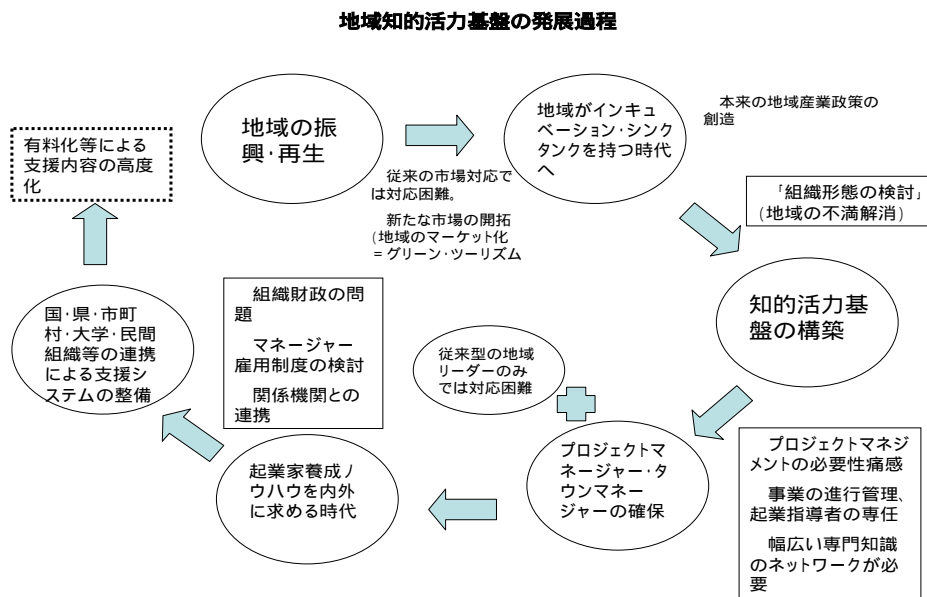 地域知的活力基盤の発展過程
地域の振
興・再生
従来の市場対応で
は対応困難。
新たな市場の開拓
(地域のマーケット化
=グリーン・ツーリズム
地域がインキュ
ベーション・シンク
タンクを持つ時代
へ
本来の地域産業政策の
創造
「組織形態の検討」
(地域の不満解消)
知的活力基
盤の構築
プロジェクトマネジ
メントの必要性痛感
事業の進行管理、
起業指導者の専任
幅広い専門知識
のネットワークが必
要
従来型の地域
リーダーのみ
では対応困難
プロジェクトマ
ネージャー・タ
ウンマネー
ジャーの確保
起業家養成ノ
ウハウを内外
に求める時代
組織財政の問
題
マネージャー
雇用制度の検討
関係機関との
連携
国・県・市町
村・大学・民間
組織等の連携
による支援シ
ステムの整備
有料化等による
支援内容の高度
化